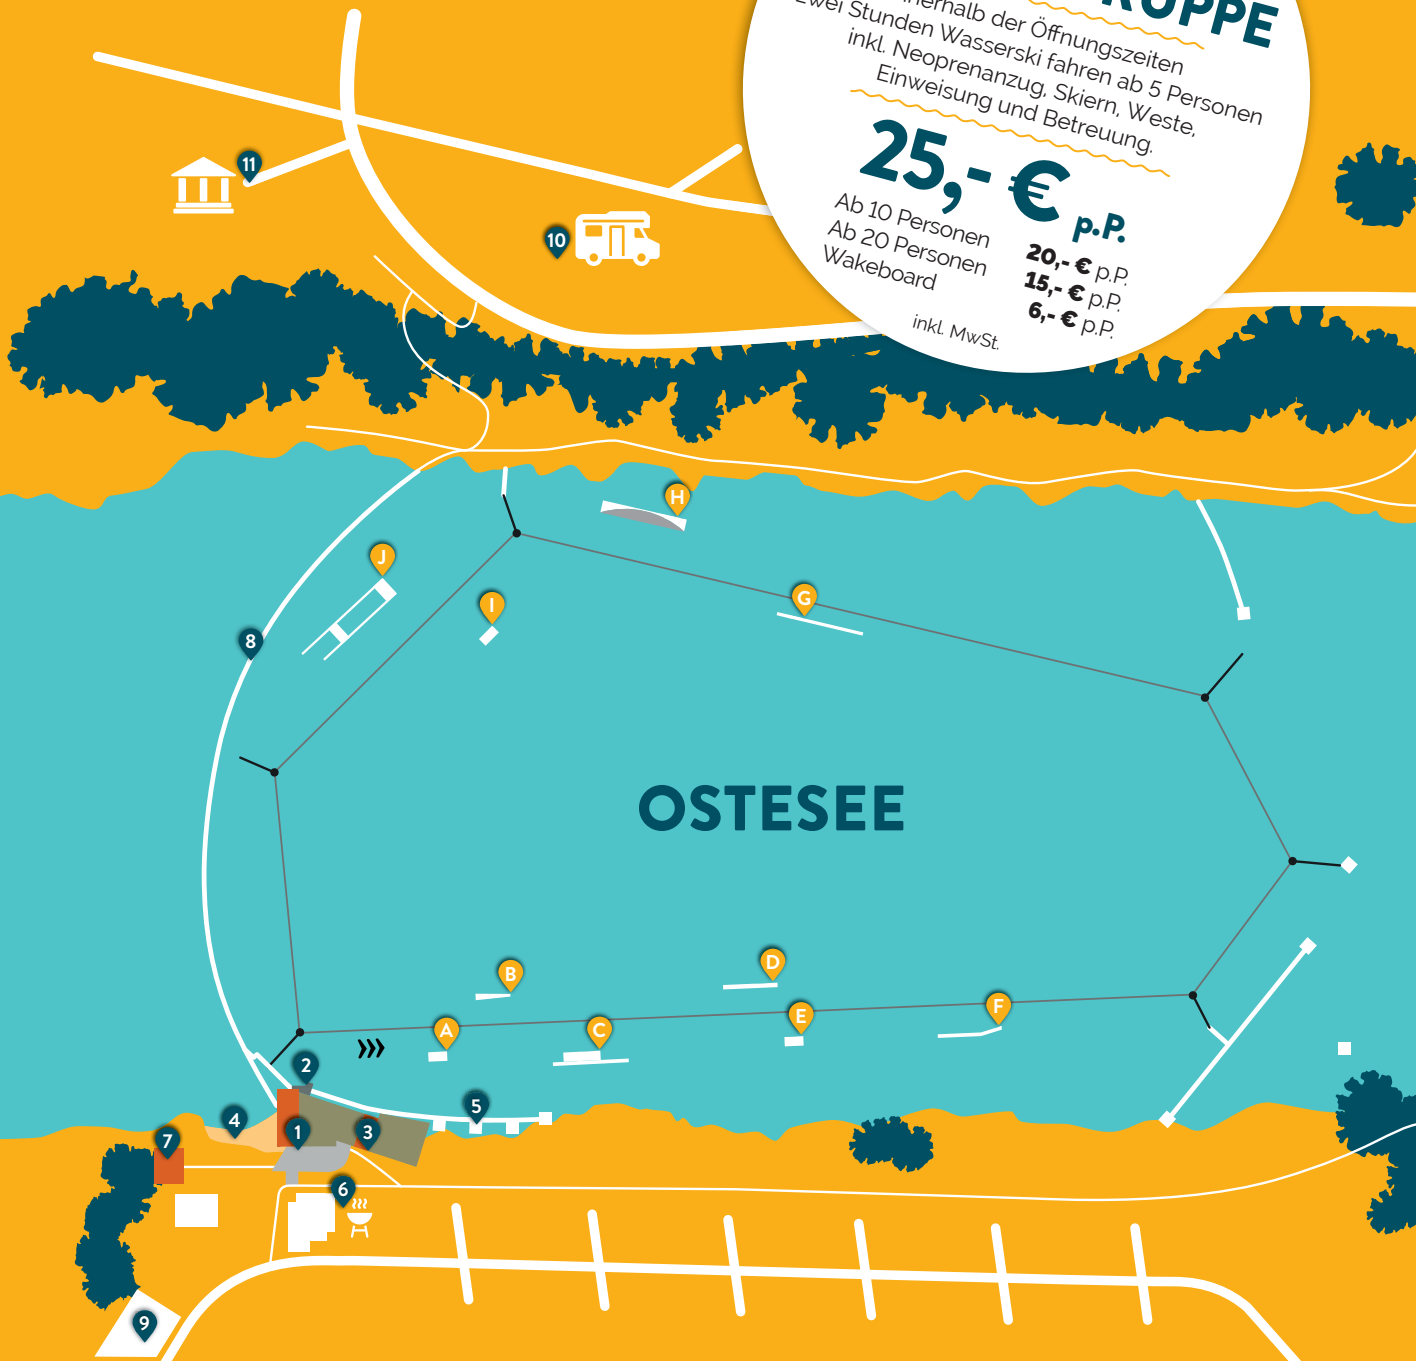 innerhalb der Öffnungszeiten
zwei Stunden Wasserski fahren ab 5 Personen
inkl. Neoprenanzug, Skiern, Weste,
Einweisung und Betreuung.
25,- € p.P.
Ab 10 Personen 20,- € p.P.
Ab 20 Personen 15,- € p.P.
Wakeboard 6,- € p.P.
inkl. MwSt.
11
10
H
J
I
G
8
OSTESEE
B
D
A
C
E
F
2
5
4
1
3
7
6
9